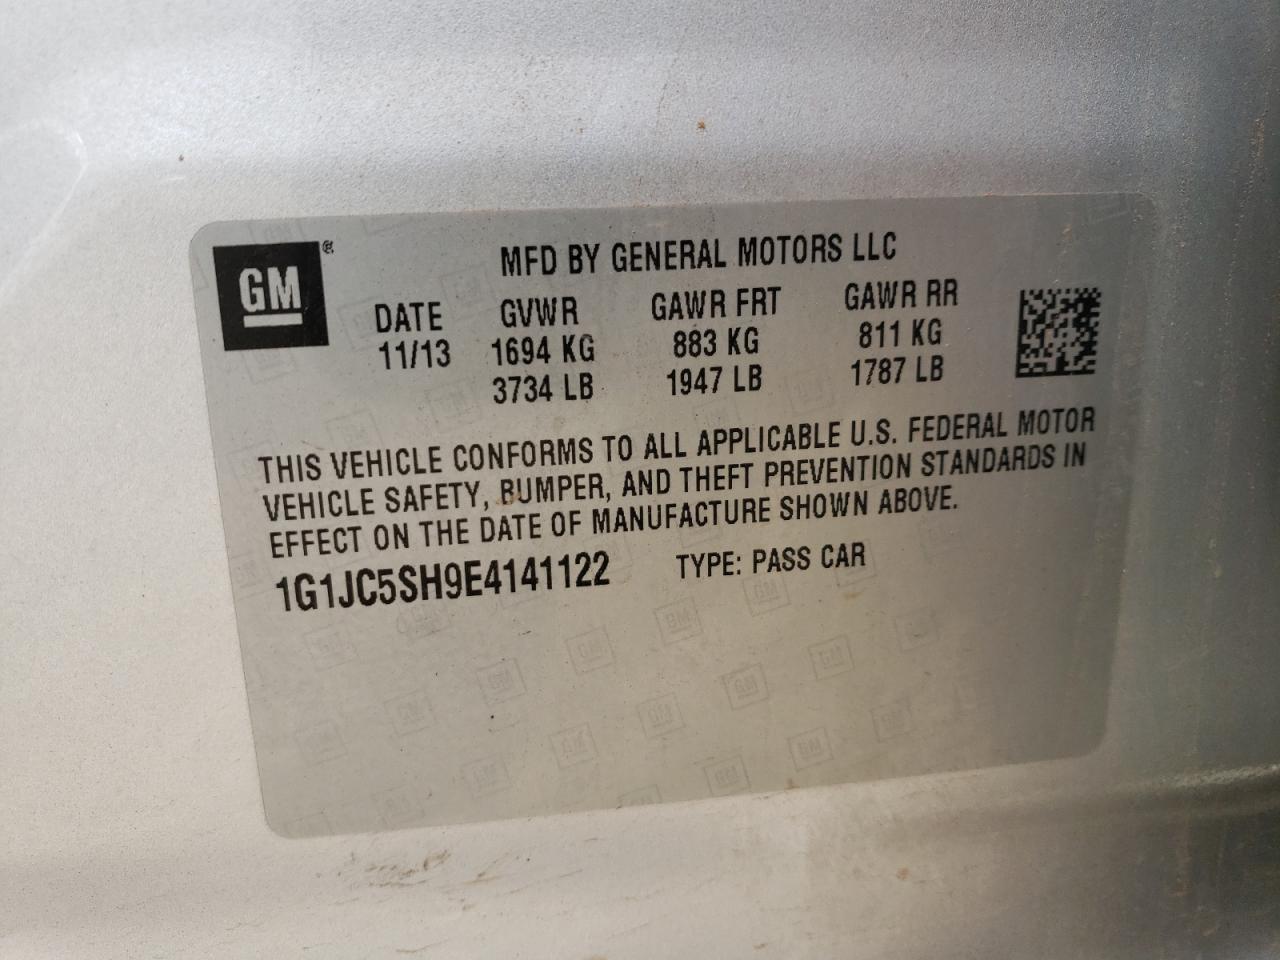 GM®
MFD BY GENERAL MOTORS LLC
DATE GVWR GAWR FRT GAWR RR
11/13 1694 KG 883 KG 811 KG
3734 LB 1947 LB 1787 LB
THIS VEHICLE CONFORMS TO ALL APPLICABLE U.S. FEDERAL MOTOR
VEHICLE SAFETY, BUMPER, AND THEFT PREVENTION STANDARDS IN
EFFECT ON THE DATE OF MANUFACTURE SHOWN ABOVE.
1G1JC5SH9E4141122 TYPE: PASS CAR